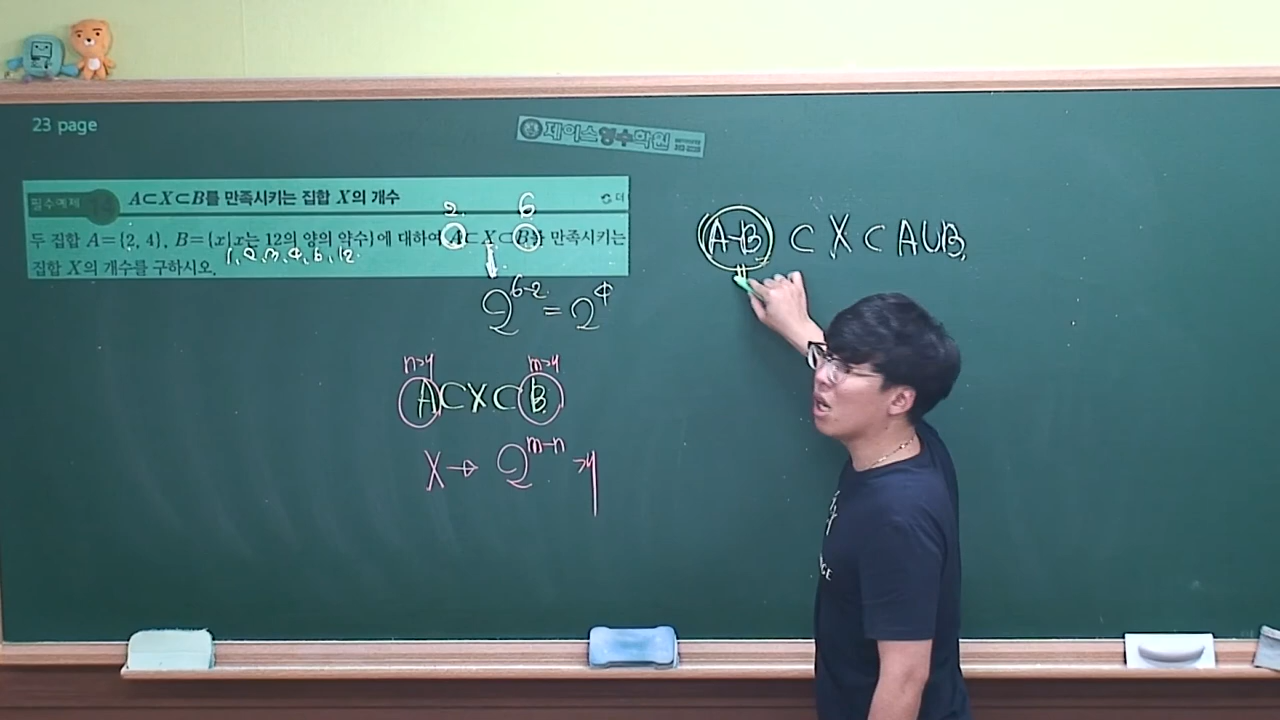 23 page
제이스영수학원
필수예제
A⊂X⊂B를 만족시키는 집합 X의 개수
두 집합 A={2, 4}, B={x|x는 12의 양의 약수}에 대하여 A⊂X⊂B를 만족시키는
집합 X의 개수를 구하시오.
1, 2, 3, 4, 6, 12
2 6
2^{6-2} = 2^4
n개 m개
A⊂X⊂B
X → 2^{m-n} 개
A-B ⊂ X ⊂ A∪B